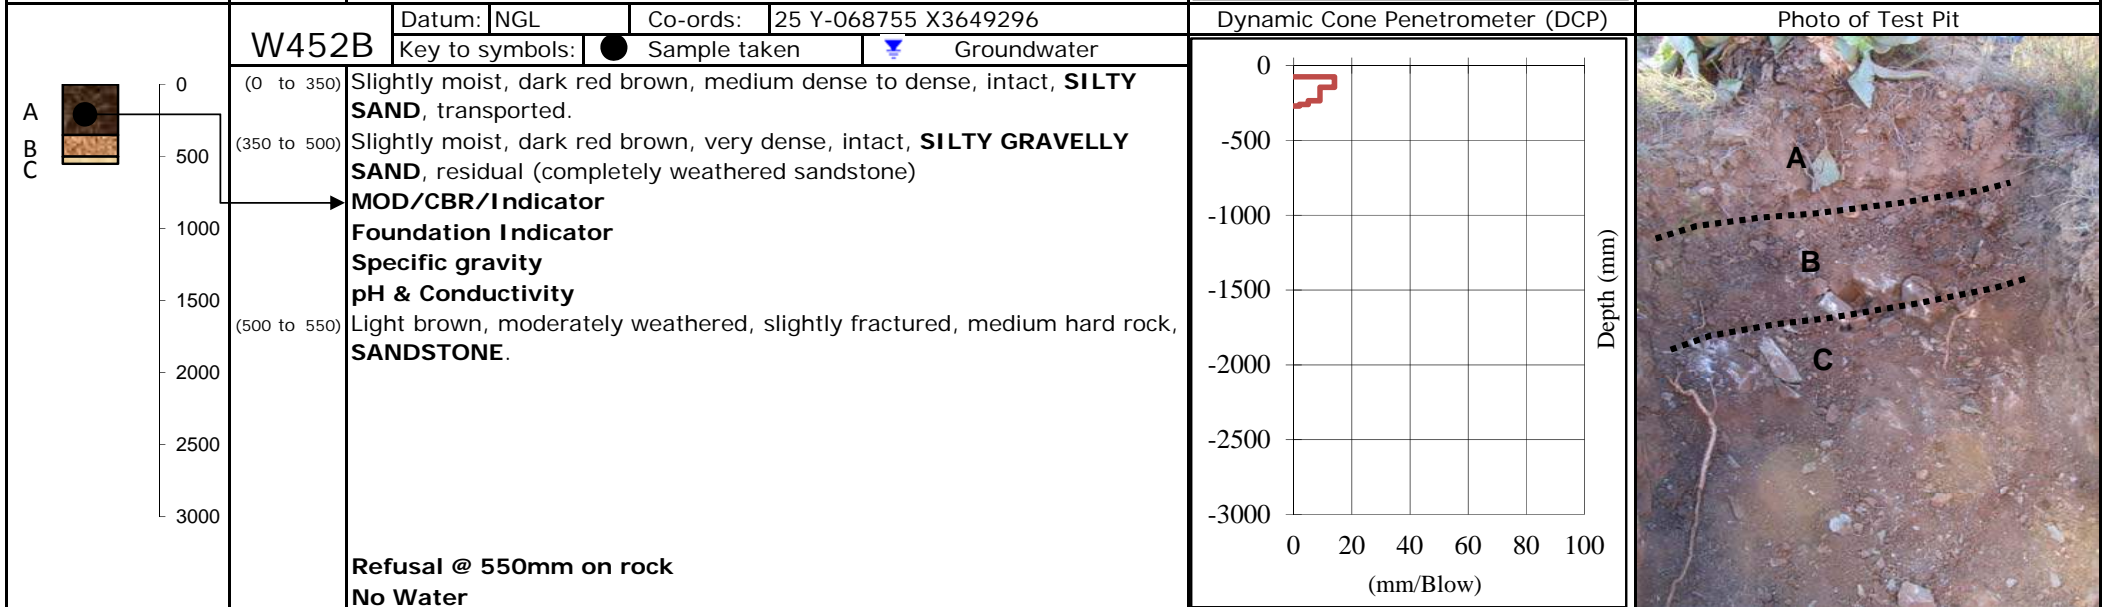 W452B
Datum: NGL Co-ords: 25 Y-068755 X3649296
Key to symbols: Sample taken Groundwater
Dynamic Cone Penetrometer (DCP)
Photo of Test Pit
A
B
C
0
500
1000
1500
2000
2500
3000
(0 to 350) Slightly moist, dark red brown, medium dense to dense, intact, SILTY
SAND, transported.
(350 to 500) Slightly moist, dark red brown, very dense, intact, SILTY GRAVELLY
SAND, residual (completely weathered sandstone)
MOD/CBR/Indicator
Foundation Indicator
Specific gravity
pH & Conductivity
(500 to 550) Light brown, moderately weathered, slightly fractured, medium hard rock,
SANDSTONE.
Refusal @ 550mm on rock
No Water
0
-500
-1000
-1500
-2000
-2500
-3000
0 20 40 60 80 100
(mm/Blow)
Depth (mm)
A
B
C